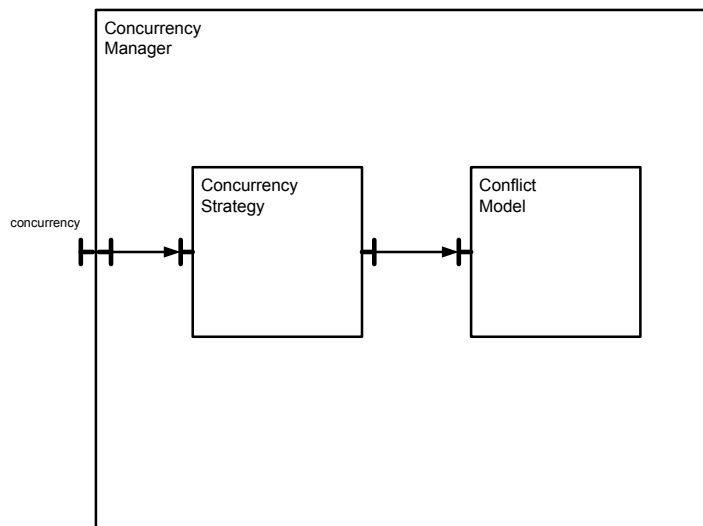 Concurrency
Manager
Concurrency
Strategy
Conflict
Model
concurrency